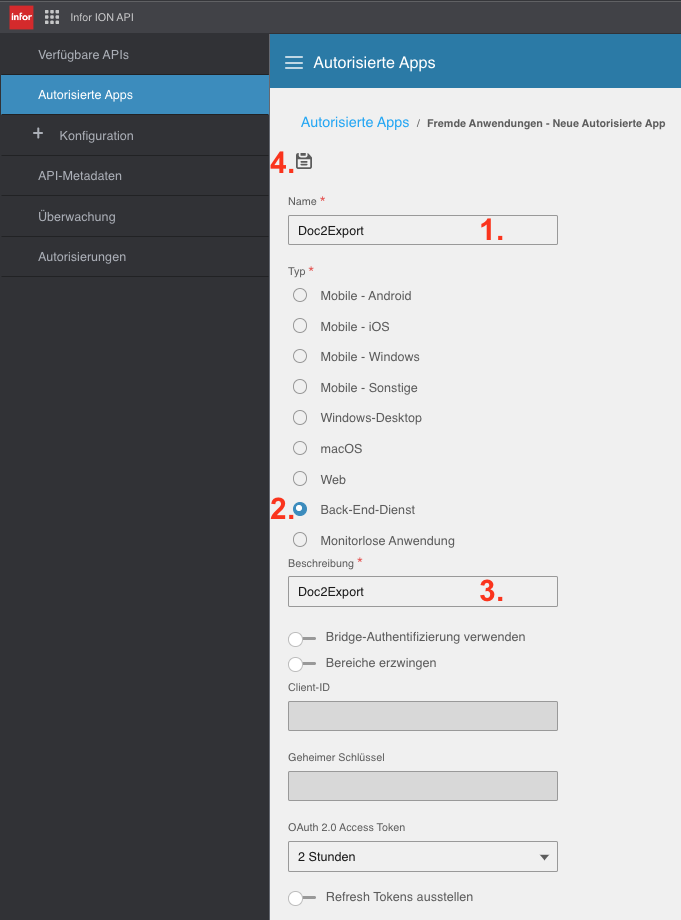 infor Infor ION API
Verfügbare APIs
Autorisierte Apps
+ Konfiguration
API-Metadaten
Überwachung
Autorisierungen
Autorisierte Apps
Autorisierte Apps / Fremde Anwendungen - Neue Autorisierte App
4.
Name *
Doc2Export 1.
Typ *
Mobile - Android
Mobile - iOS
Mobile - Windows
Mobile - Sonstige
Windows-Desktop
macOS
Web
2. Back-End-Dienst
Monitorlose Anwendung
Beschreibung *
Doc2Export 3.
Bridge-Authentifizierung verwenden
Bereiche erzwingen
Client-ID
Geheimer Schlüssel
OAuth 2.0 Access Token
2 Stunden
Refresh Tokens ausstellen